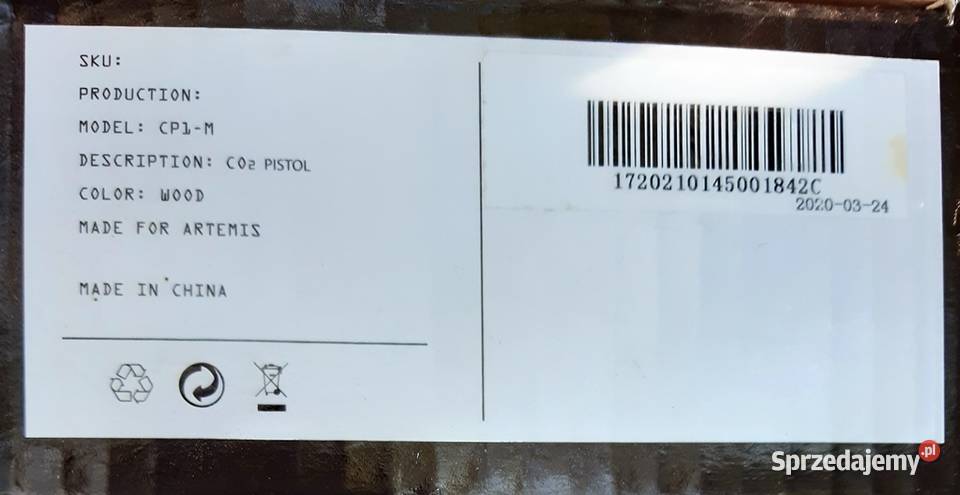 SKU:
PRODUCTION:
MODEL: CP1-M
DESCRIPTION: CO₂ PISTOL
COLOR: WOOD
MADE FOR ARTEMIS
MADE IN CHINA
1720210145001842C
2020-03-24
Sprzedajemy.pl